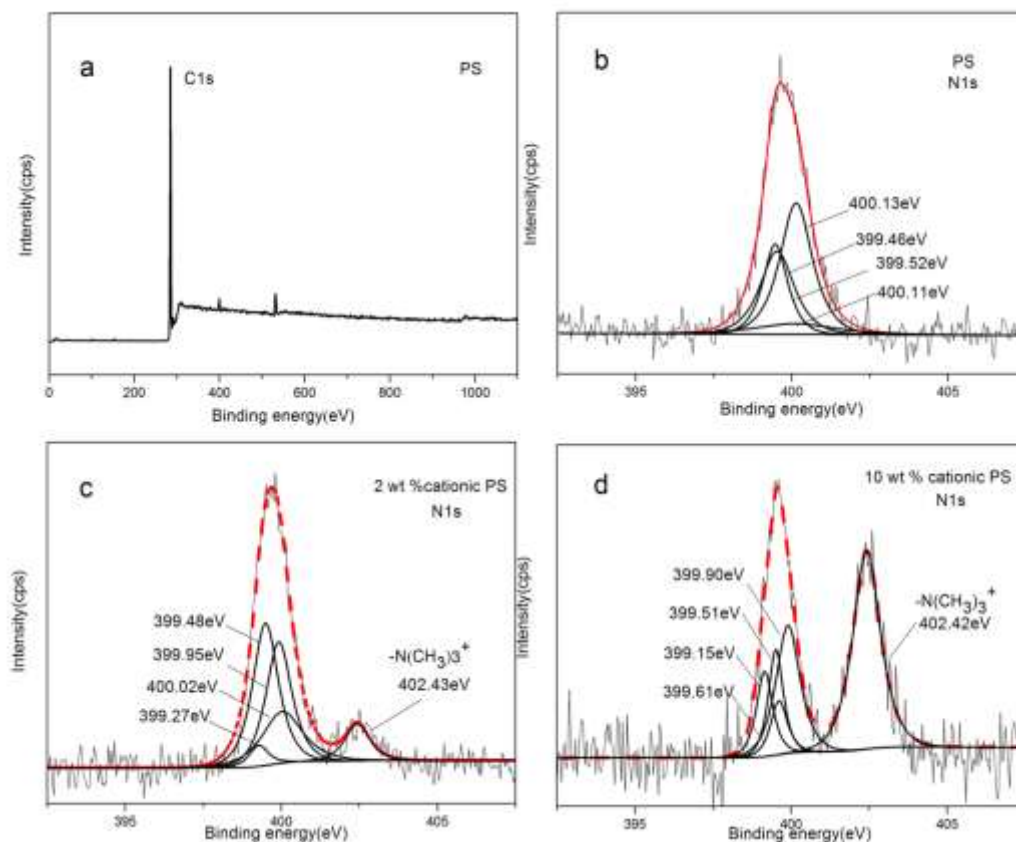 a
C1s
PS
Intensity(cps)
0
200
400
600
800
1000
Binding energy(eV)
b
PS
N1s
400.13eV
399.46eV
399.52eV
400.11eV
Intensity(cps)
395
400
405
Binding energy(eV)
c
2 wt %cationic PS
N1s
399.48eV
399.95eV
400.02eV
399.27eV
-N(CH3)3+
402.43eV
Intensity(cps)
395
400
405
Binding energy(eV)
d
10 wt % cationic PS
N1s
399.90eV
399.51eV
399.15eV
399.61eV
-N(CH3)3+
402.42eV
Intensity(cps)
395
400
405
Binding energy(eV)